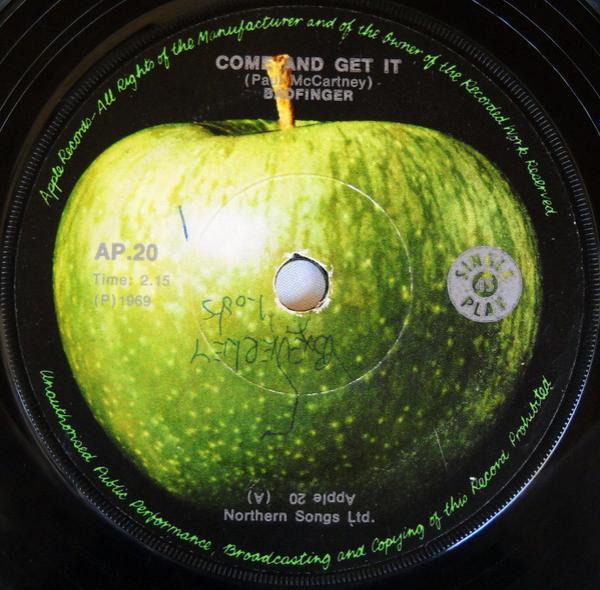 Apple Records-All Rights of the Manufacturer and of the Owner of the Recorded Work Reserved
COME AND GET IT
(Paul McCartney)
BADFINGER
AP.20
Time: 2.15
(P)1969
SINGLE
45
PLAY
BEVERLEY
Apple 20 (A)
Northern Songs Ltd.
Unauthorised Public Performance, Broadcasting and Copying of this Record Prohibited